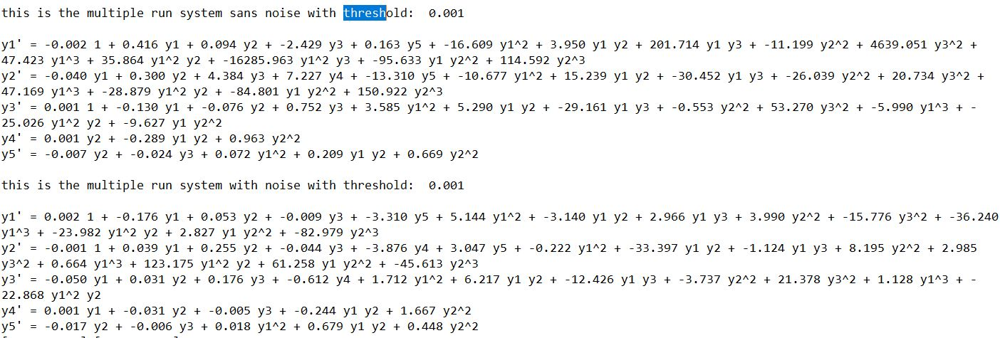 this is the multiple run system sans noise with threshold:  0.001
y1' = -0.002 1 + 0.416 y1 + 0.094 y2 + -2.429 y3 + 0.163 y5 + -16.609 y1^2 + 3.950 y1 y2 + 201.714 y1 y3 + -11.199 y2^2 + 4639.051 y3^2 +
47.423 y1^3 + 35.864 y1^2 y2 + -16285.963 y1^2 y3 + -95.633 y1 y2^2 + 114.592 y2^3
y2' = -0.040 y1 + 0.300 y2 + 4.384 y3 + 7.227 y4 + -13.310 y5 + -10.677 y1^2 + 15.239 y1 y2 + -30.452 y1 y3 + -26.039 y2^2 + 20.734 y3^2 +
47.169 y1^3 + -28.879 y1^2 y2 + -84.801 y1 y2^2 + 150.922 y2^3
y3' = 0.001 1 + -0.130 y1 + -0.076 y2 + 0.752 y3 + 3.585 y1^2 + 5.290 y1 y2 + -29.161 y1 y3 + -0.553 y2^2 + 53.270 y3^2 + -5.990 y1^3 + -
25.026 y1^2 y2 + -9.627 y1 y2^2
y4' = 0.001 y2 + -0.289 y1 y2 + 0.963 y2^2
y5' = -0.007 y2 + -0.024 y3 + 0.072 y1^2 + 0.209 y1 y2 + 0.669 y2^2
this is the multiple run system with noise with threshold:  0.001
y1' = 0.002 1 + -0.176 y1 + 0.053 y2 + -0.009 y3 + -3.310 y5 + 5.144 y1^2 + -3.140 y1 y2 + 2.966 y1 y3 + 3.990 y2^2 + -15.776 y3^2 + -36.240
y1^3 + -23.982 y1^2 y2 + 2.827 y1 y2^2 + -82.979 y2^3
y2' = -0.001 1 + 0.039 y1 + 0.255 y2 + -0.044 y3 + -3.876 y4 + 3.047 y5 + -0.222 y1^2 + -33.397 y1 y2 + -1.124 y1 y3 + 8.195 y2^2 + 2.985
y3^2 + 0.664 y1^3 + 123.175 y1^2 y2 + 61.258 y1 y2^2 + -45.613 y2^3
y3' = -0.050 y1 + 0.031 y2 + 0.176 y3 + -0.612 y4 + 1.712 y1^2 + 6.217 y1 y2 + -12.426 y1 y3 + -3.737 y2^2 + 21.378 y3^2 + 1.128 y1^3 + -
22.868 y1^2 y2
y4' = 0.001 y1 + -0.031 y2 + -0.005 y3 + -0.244 y1 y2 + 1.667 y2^2
y5' = -0.017 y2 + -0.006 y3 + 0.018 y1^2 + 0.679 y1 y2 + 0.448 y2^2